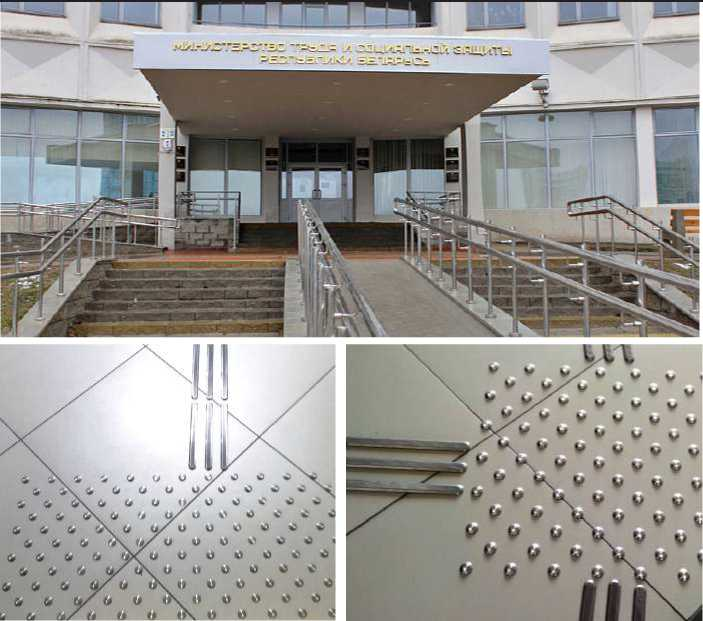 МИНИСТЕРСТВО ТРУДА И СОЦИАЛЬНОЙ ЗАЩИТЫ
РЕСПУБЛИКИ БЕЛАРУСЬ